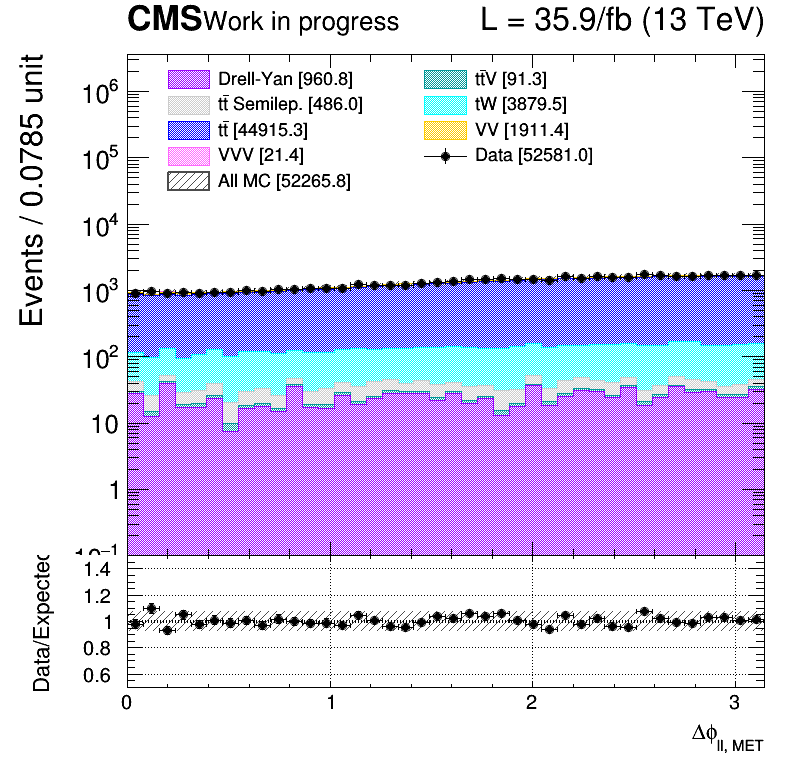 CMS Work in progress L = 35.9/fb (13 TeV)
Events / 0.0785 unit
10⁶
10⁵
10⁴
10³
10²
10
1
10⁻¹
Drell-Yan [960.8]
tt̄V [91.3]
tt̄ Semilep. [486.0]
tW [3879.5]
tt̄ [44915.3]
VV [1911.4]
VVV [21.4]
Data [52581.0]
All MC [52265.8]
Data/Expected
1.4
1.2
1
0.8
0.6
0 1 2 3
Δϕll, MET